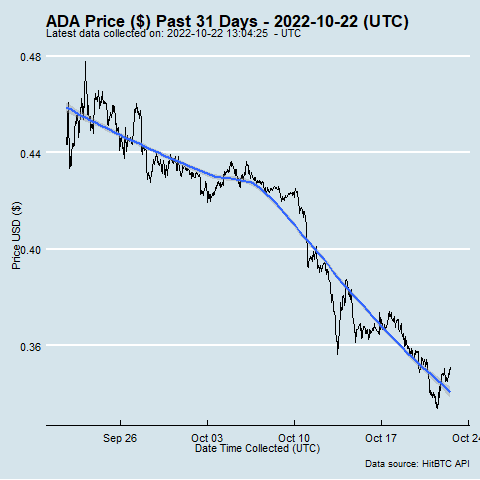 ADA Price ($) Past 31 Days - 2022-10-22 (UTC)
Latest data collected on: 2022-10-22 13:04:25 - UTC
0.48
0.44
0.40
0.36
Price USD ($)
Sep 26
Oct 03
Oct 10
Oct 17
Oct 24
Date Time Collected (UTC)
Data source: HitBTC API